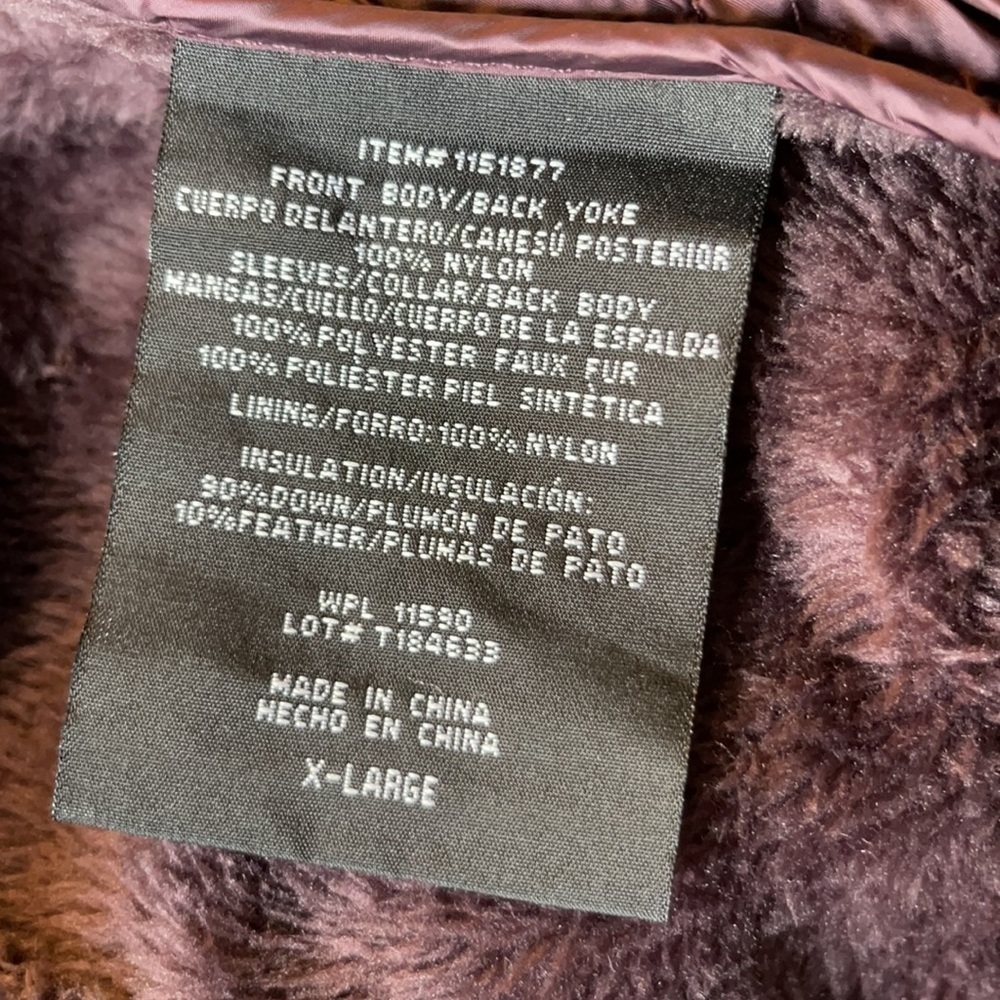 ITEM# 1151877
FRONT BODY/BACK YOKE
CUERPO DELANTERO/CANESÚ POSTERIOR
100% NYLON
SLEEVES/COLLAR/BACK BODY
MANGAS/CUELLO/CUERPO DE LA ESPALDA
100% POLYESTER FAUX FUR
100% POLIÉSTER PIEL SINTÈTICA
LINING/FORRO: 100% NYLON
INSULATION/INSULACIÓN:
90% DOWN/PLUMÓN DE PATO
10% FEATHER/PLUMAS DE PATO
WPL 11590
LOT# T184633
MADE IN CHINA
HECHO EN CHINA
X-LARGE